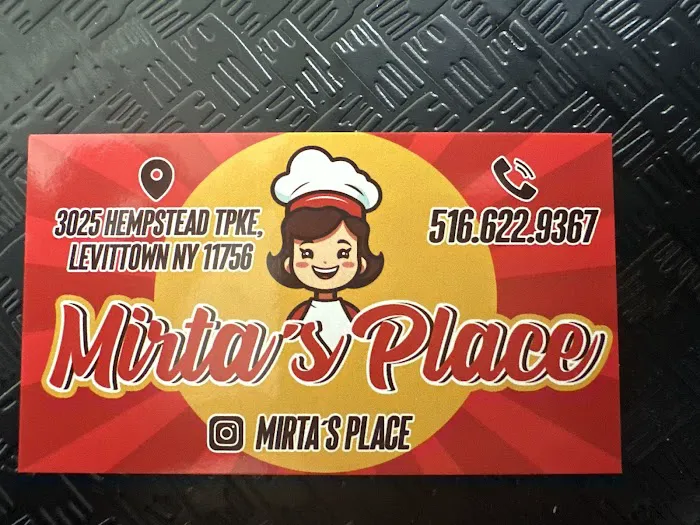 3025 HEMPSTEAD TPKE,
LEVITTOWN NY 11756
516.622.9367
Mirta's Place
MIRTA'S PLACE